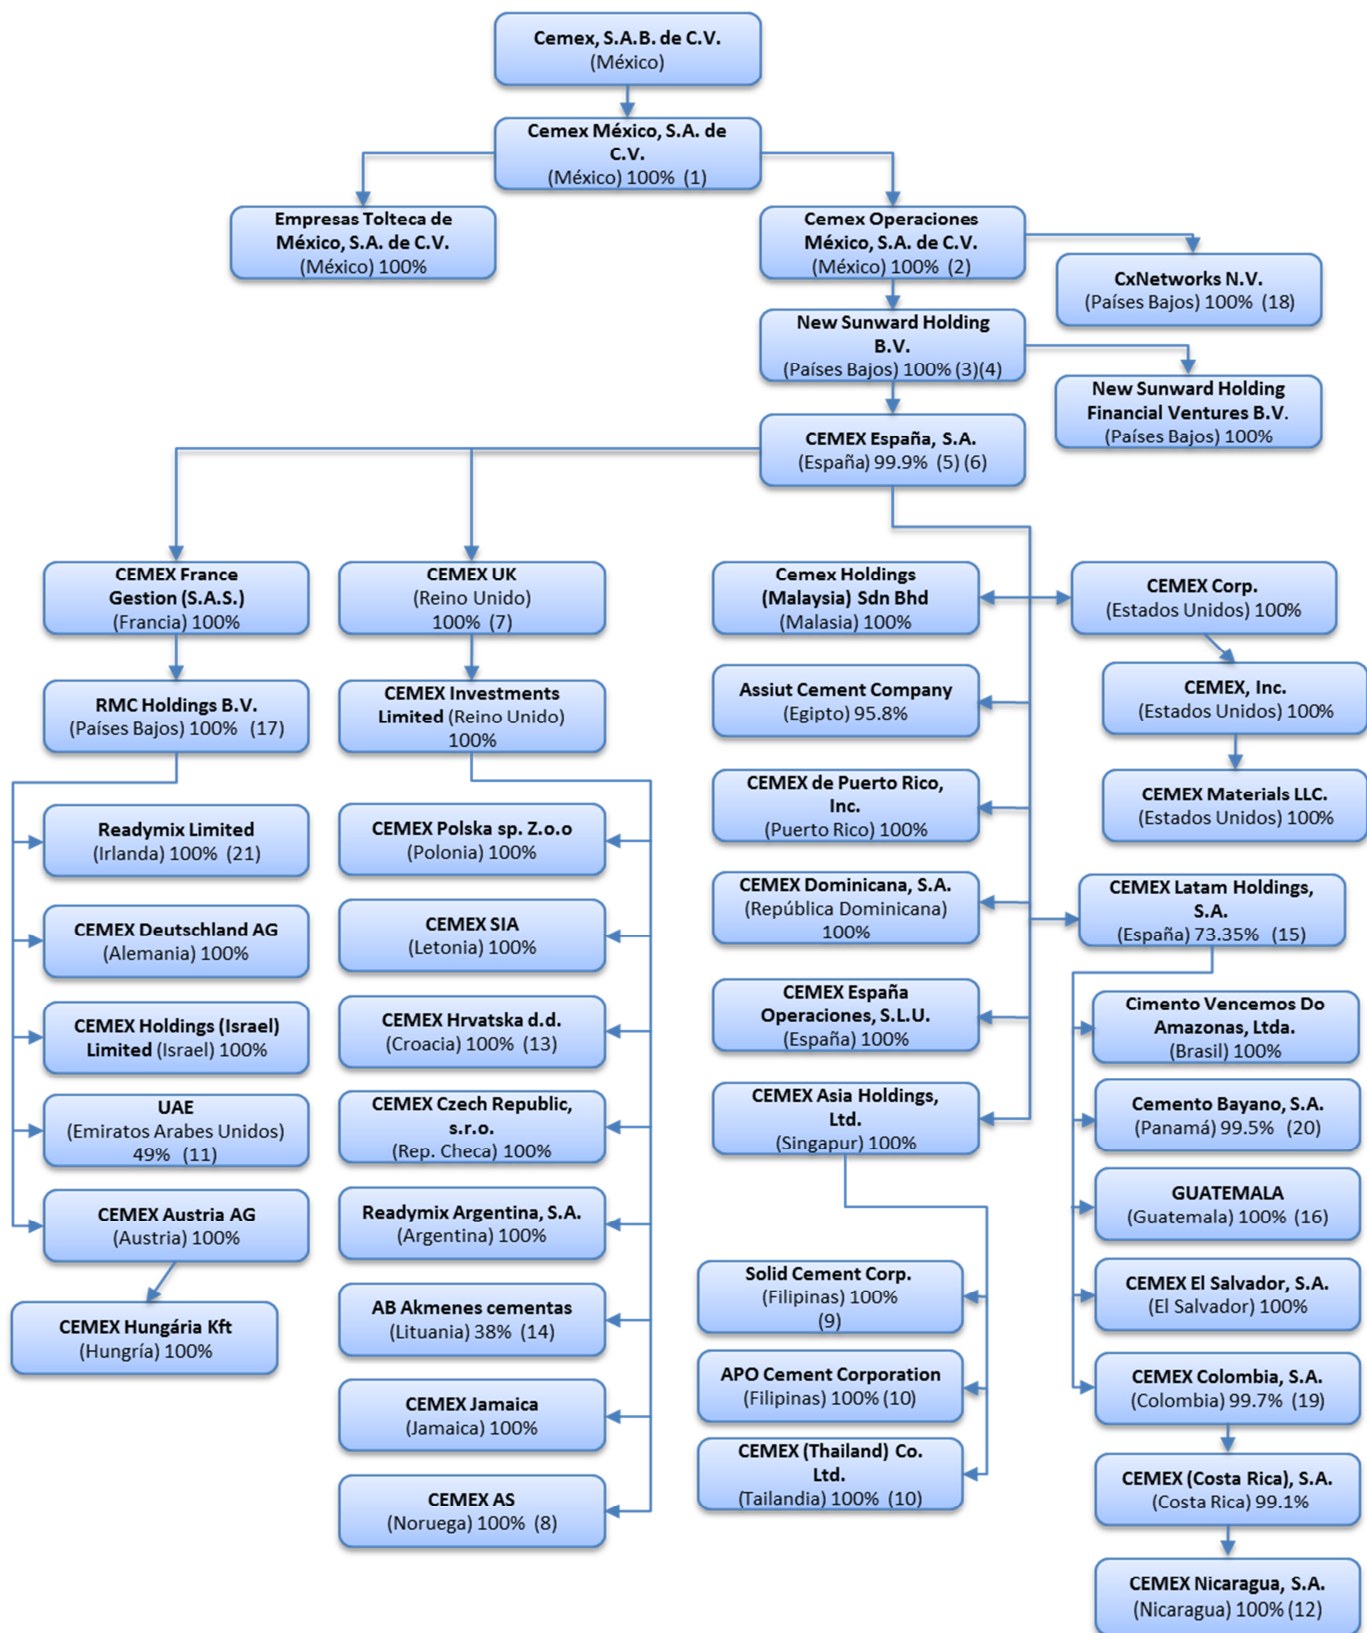 Cemex, S.A.B. de C.V.
(México)
Cemex México, S.A. de
C.V.
(México) 100% (1)
Empresas Tolteca de
México, S.A. de C.V.
(México) 100%
Cemex Operaciones
México, S.A. de C.V.
(México) 100% (2)
CxNetworks N.V.
(Países Bajos) 100% (18)
New Sunward Holding
B.V.
(Países Bajos) 100% (3)(4)
New Sunward Holding
Financial Ventures B.V.
(Países Bajos) 100%
CEMEX España, S.A.
(España) 99.9% (5) (6)
CEMEX France
Gestion (S.A.S.)
(Francia) 100%
RMC Holdings B.V.
(Países Bajos) 100% (17)
Readymix Limited
(Irlanda) 100% (21)
CEMEX Deutschland AG
(Alemania) 100%
CEMEX Holdings (Israel)
Limited (Israel) 100%
UAE
(Emiratos Arabes Unidos)
49% (11)
CEMEX Austria AG
(Austria) 100%
CEMEX Hungária Kft
(Hungría) 100%
CEMEX UK
(Reino Unido)
100% (7)
CEMEX Investments
Limited (Reino Unido)
100%
CEMEX Polska sp. Z.o.o
(Polonia) 100%
CEMEX SIA
(Letonia) 100%
CEMEX Hrvatska d.d.
(Croacia) 100% (13)
CEMEX Czech Republic,
s.r.o.
(Rep. Checa) 100%
Readymix Argentina, S.A.
(Argentina) 100%
AB Akmenes cementas
(Lituania) 38% (14)
CEMEX Jamaica
(Jamaica) 100%
CEMEX AS
(Noruega) 100% (8)
Cemex Holdings
(Malaysia) Sdn Bhd
(Malasia) 100%
Assiut Cement Company
(Egipto) 95.8%
CEMEX de Puerto Rico,
Inc.
(Puerto Rico) 100%
CEMEX Dominicana, S.A.
(República Dominicana)
100%
CEMEX España
Operaciones, S.L.U.
(España) 100%
CEMEX Asia Holdings,
Ltd.
(Singapur) 100%
Solid Cement Corp.
(Filipinas) 100%
(9)
APO Cement Corporation
(Filipinas) 100% (10)
CEMEX (Thailand) Co.
Ltd.
(Tailandia) 100% (10)
CEMEX Corp.
(Estados Unidos) 100%
CEMEX, Inc.
(Estados Unidos) 100%
CEMEX Materials LLC.
(Estados Unidos) 100%
CEMEX Latam Holdings,
S.A.
(España) 73.35% (15)
Cimento Vencemos Do
Amazonas, Ltda.
(Brasil) 100%
Cemento Bayano, S.A.
(Panamá) 99.5% (20)
GUATEMALA
(Guatemala) 100% (16)
CEMEX El Salvador, S.A.
(El Salvador) 100%
CEMEX Colombia, S.A.
(Colombia) 99.7% (19)
CEMEX (Costa Rica), S.A.
(Costa Rica) 99.1%
CEMEX Nicaragua, S.A.
(Nicaragua) 100% (12)